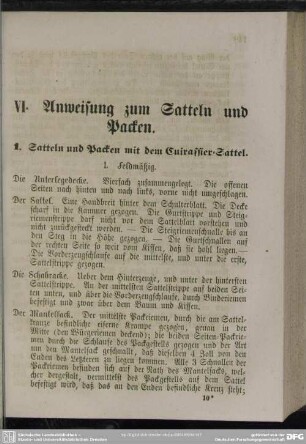 VI. Anweisung zum Satteln und
Packen.
1. Satteln und Packen mit dem Cuirassier-Sattel.
1. Feldmäßig.
Die Unterlegedecke. Vierfach zusammengelegt. Die offenen
Seiten nach hinten und nach links, vorne nicht umgeschlagen.
Der Sattel. Eine Handbreit hinter dem Schulterblatt. Die Decke
scharf in die Kammer gezogen. Die Gurtstrippe und Steig-
riemenstrippe darf nicht vor dem Sattelblatt vorstehen und nicht
zurückgesteckt werden. — Die Steigriemenschnalle bis an
den Steg in die Höhe gezogen. — Die Gurtschnallen auf
der rechten Seite so weit vom Kissen, daß sie hohl liegen. —
Die Vorderzeugschlaufe auf die mittelste, und unter die erste,
Sattelstrippe gezogen.
Die Schabracke. Ueber dem Hinterzeuge, und unter der hintersten
Sattelstrippe. An der mittelsten Sattelstrippe auf beiden Sei-
ten unten, und über die Vorderzeugschlaufe, durch Binderiemen
befestigt und zwar über dem Baum und Kissen.
Der Mantelsack. Der mittelste Packriemen, durch die am Sattel-
kranze befindliche eiserne Krampe gezogen, genau in der
Mitte (den Bürgeriemen deckend); die beiden Seiten-Pack-
riemen durch die Schlaufe des Packgestells gezogen und der Art
um den Mantelsack geschnallt, daß dieselben 4 Zoll von den
Enden des Letzteren zu liegen kommen. Alle 3 Schnallen der
Packriemen befinden sich auf der Nath des Mantelsacks, wel-
cher dergestalt, vermittelst des Packgestells auf dem Sattel
befestigt wird, daß das an den Enden befindliche Kreuz steht;
10*